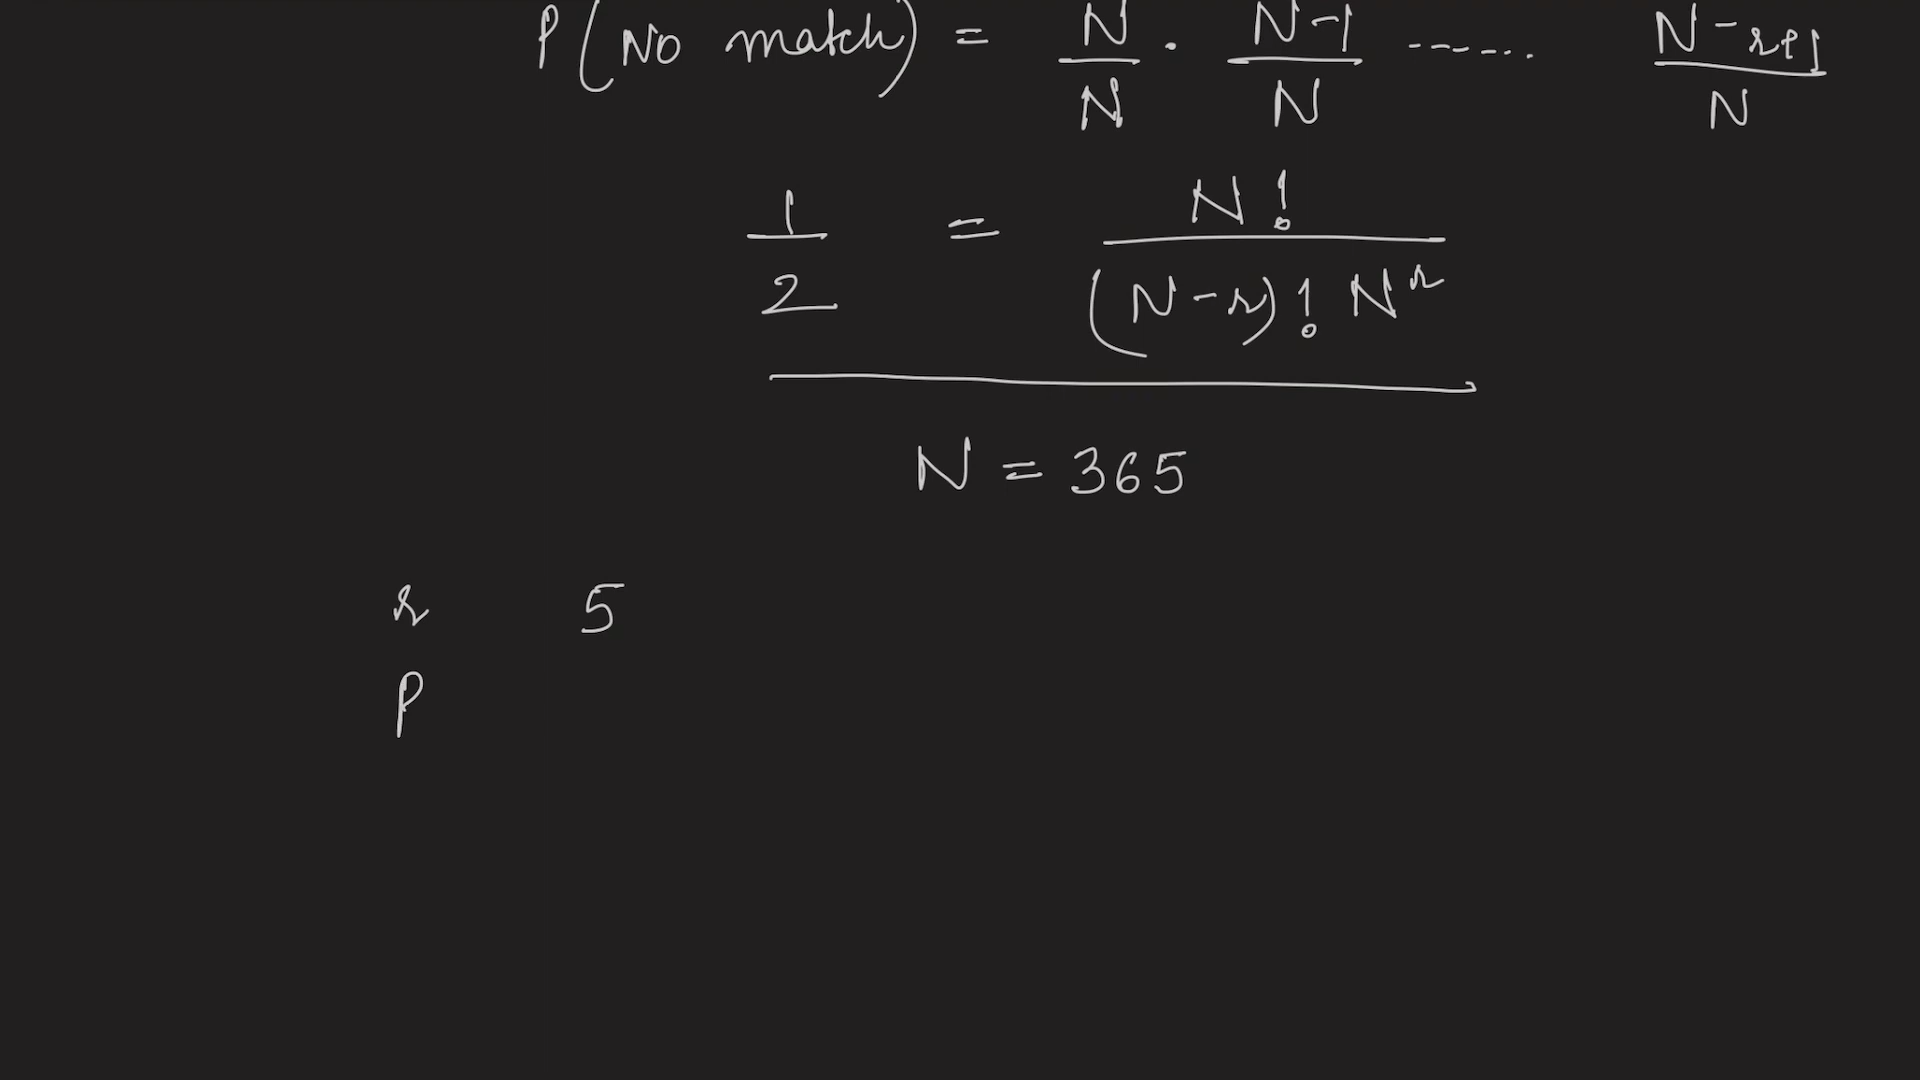 P(No match) = N/N . N-1/N ------. N-r+1/N
1/2 = N!/(N-r)! N^r
N = 365
r 5
P